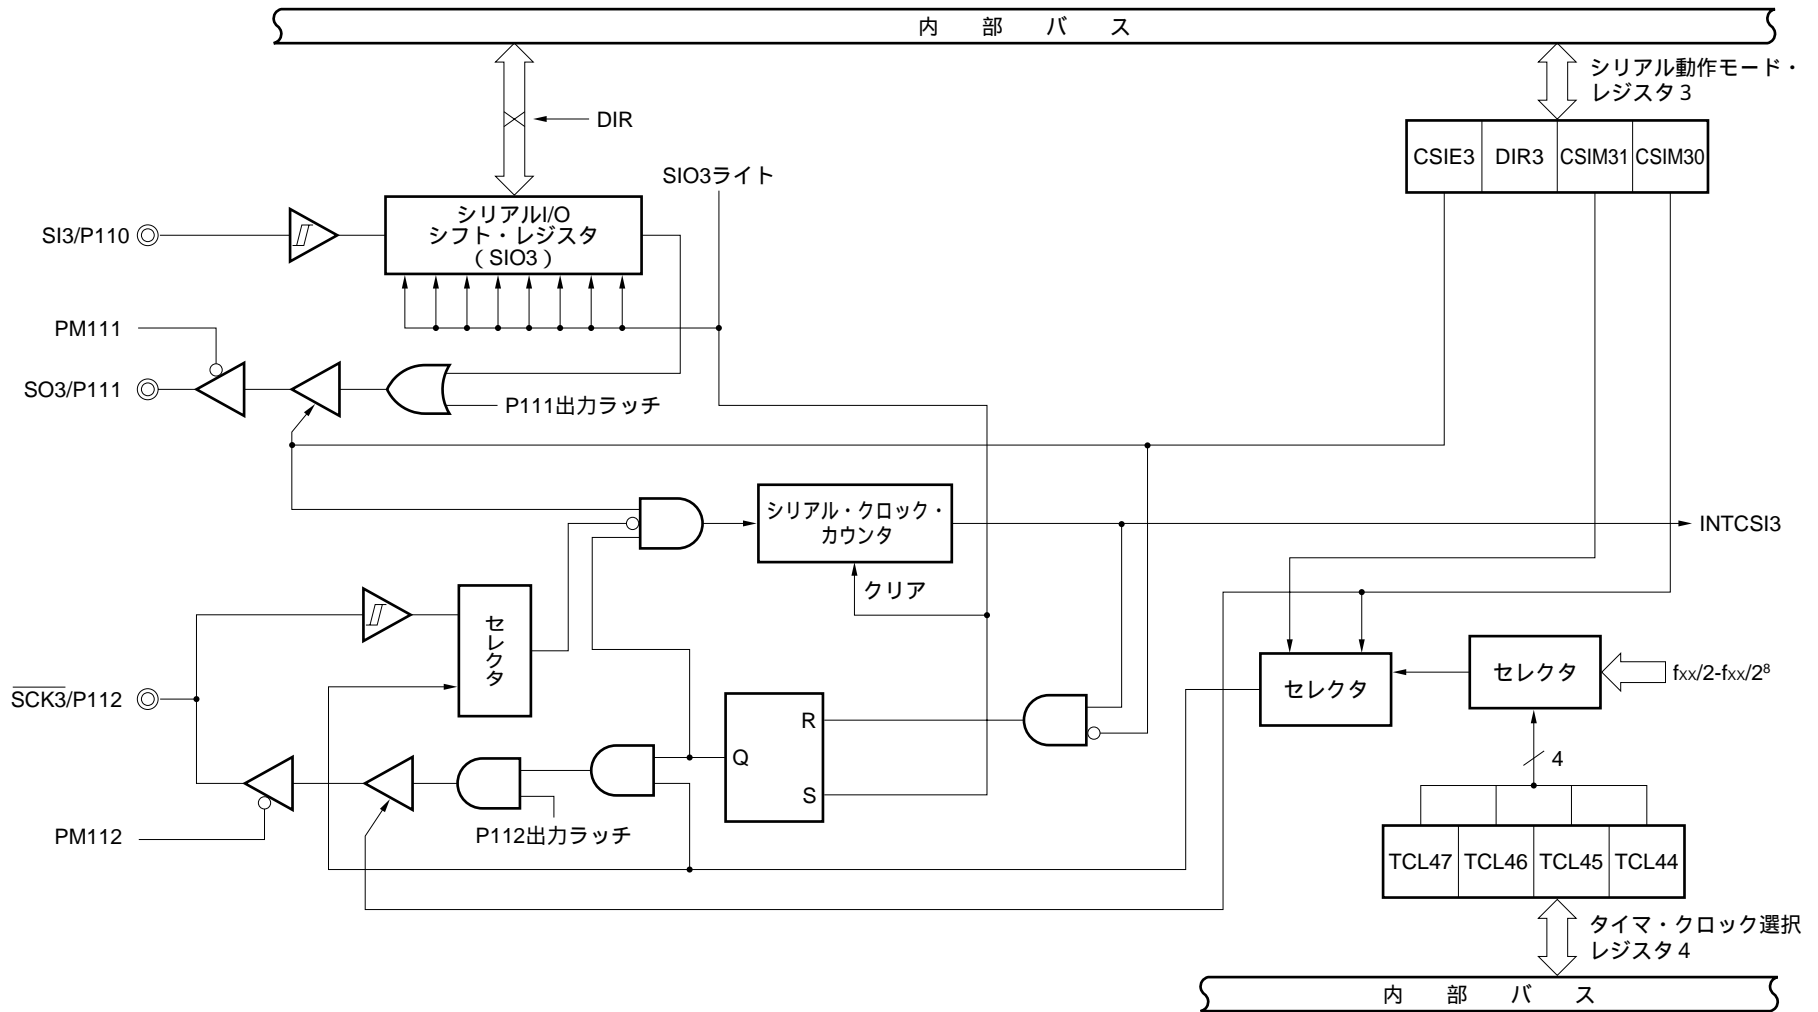 内 部 バ ス
シリアル動作モード・
レジスタ3
DIR
CSIE3 DIR3 CSIM31 CSIM30
SIO3ライト
シリアルI/O
シフト・レジスタ
(SIO3)
SI3/P110
PM111
SO3/P111
P111出力ラッチ
シリアル・クロック・
カウンタ
INTCSI3
クリア
セレクタ
SCK3/P112
セレクタ
セレクタ
fxx/2-fxx/2⁸
R
Q
S
4
P112出力ラッチ
PM112
TCL47 TCL46 TCL45 TCL44
タイマ・クロック選択
レジスタ4
内 部 バ ス